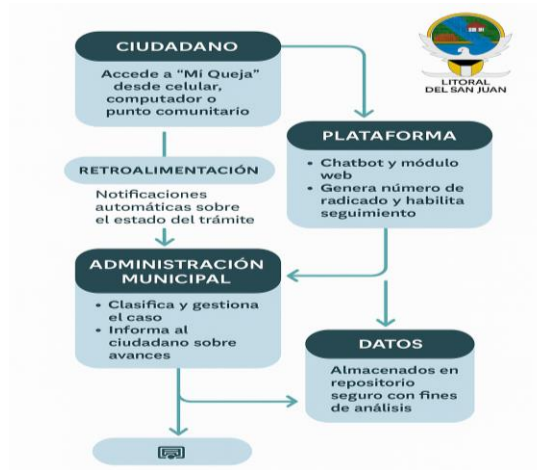 CIUDADANO
Accede a “Mi Queja”
desde celular,
computador o
punto comunitario
LITORAL
DEL SAN JUAN
PLATAFORMA
• Chatbot y módulo
web
• Genera número de
radicado y habilita
seguimiento
RETROALIMENTACIÓN
Notificaciones
automáticas sobre
el estado del trámite
ADMINISTRACIÓN
MUNICIPAL
• Clasifica y gestiona
el caso
• Informa al
ciudadano sobre
avances
DATOS
Almacenados en
repositorio
seguro con fines
de análisis